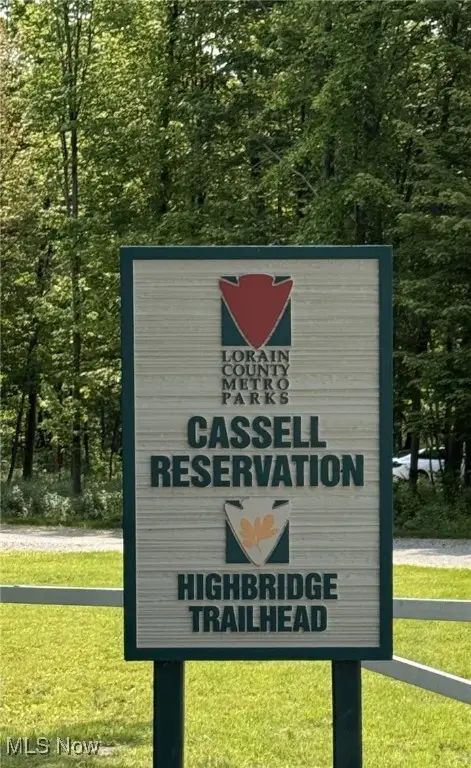 LORAIN
COUNTY
METRO
PARKS
CASSELL
RESERVATION
HIGHBRIDGE
TRAILHEAD
MLS Now